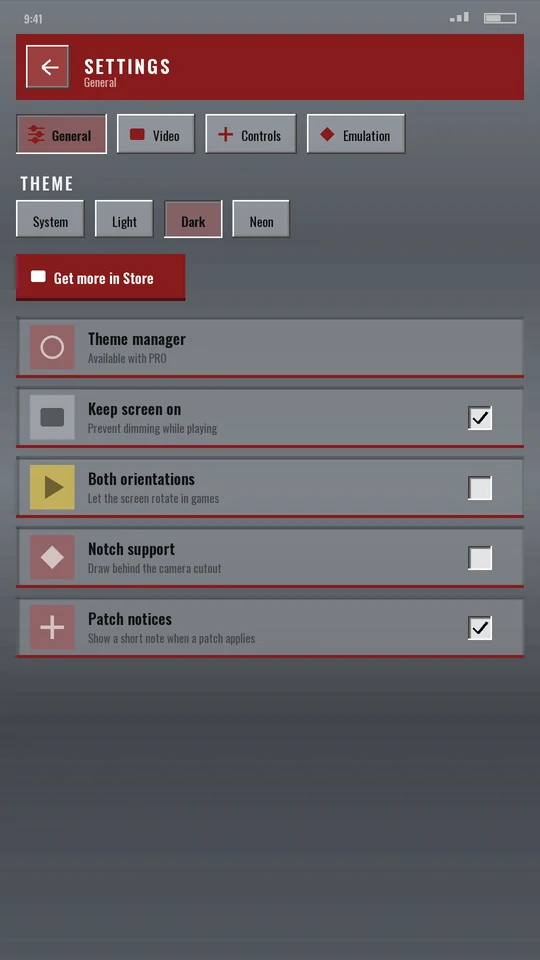 9:41
SETTINGS
General
General
Video
Controls
Emulation
THEME
System
Light
Dark
Neon
Get more in Store
Theme manager
Available with PRO
Keep screen on
Prevent dimming while playing
Both orientations
Let the screen rotate in games
Notch support
Draw behind the camera cutout
Patch notices
Show a short note when a patch applies